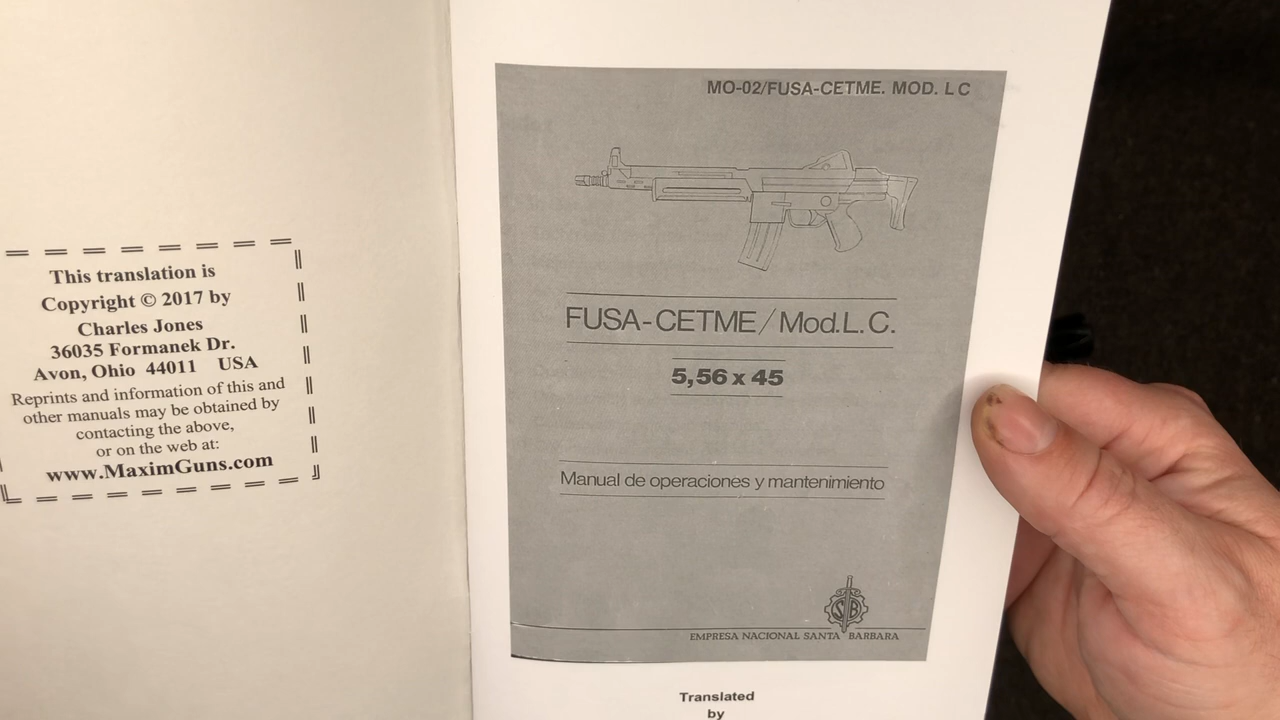 This translation is
Copyright © 2017 by
Charles Jones
36035 Formanek Dr.
Avon, Ohio 44011 USA
Reprints and information of this and
other manuals may be obtained by
contacting the above,
or on the web at:
www.MaximGuns.com
MO-02/FUSA-CETME. MOD. L C
FUSA-CETME/Mod.L.C.
5,56 x 45
Manual de operaciones y mantenimiento
SB
EMPRESA NACIONAL SANTA BARBARA
Translated
by